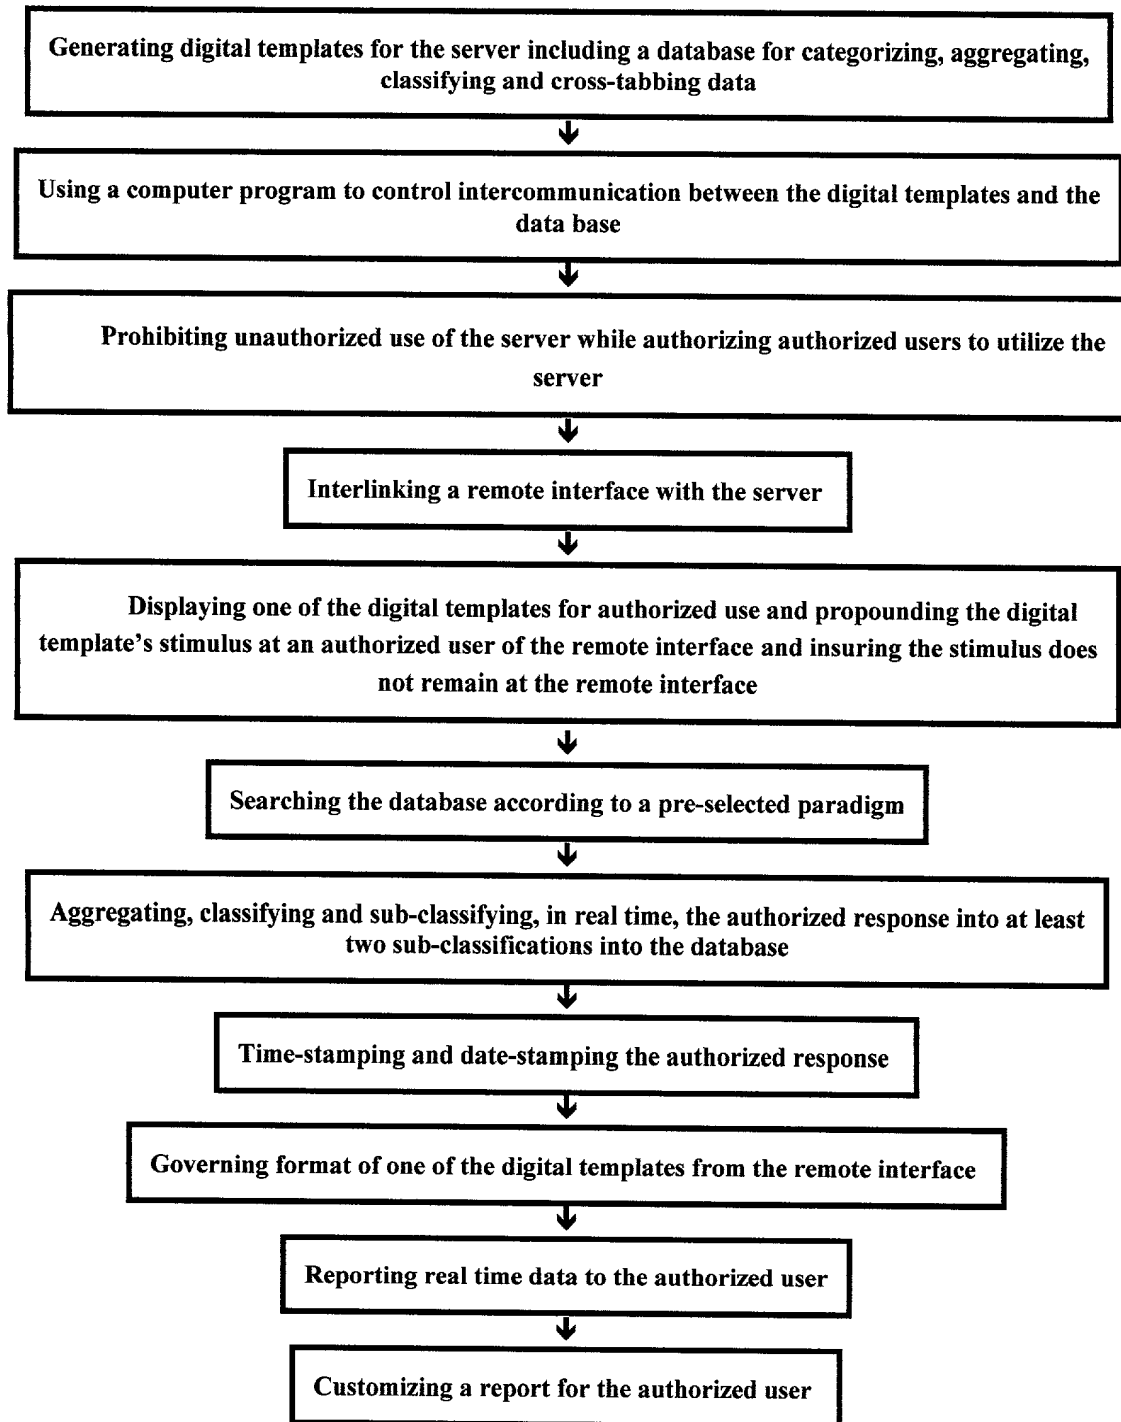 Generating digital templates for the server including a database for categorizing, aggregating,
classifying and cross-tabbing data
Using a computer program to control intercommunication between the digital templates and the
data base
Prohibiting unauthorized use of the server while authorizing authorized users to utilize the
server
Interlinking a remote interface with the server
Displaying one of the digital templates for authorized use and propounding the digital
template's stimulus at an authorized user of the remote interface and insuring the stimulus does
not remain at the remote interface
Searching the database according to a pre-selected paradigm
Aggregating, classifying and sub-classifying, in real time, the authorized response into at least
two sub-classifications into the database
Time-stamping and date-stamping the authorized response
Governing format of one of the digital templates from the remote interface
Reporting real time data to the authorized user
Customizing a report for the authorized user